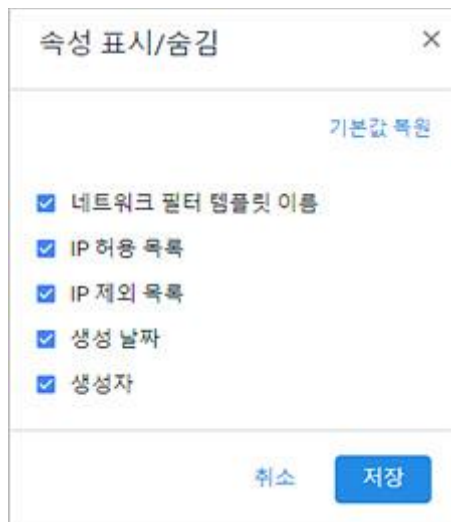 속성 표시/숨김
기본값 복원
네트워크 필터 템플릿 이름
IP 허용 목록
IP 제외 목록
생성 날짜
생성자
취소
저장